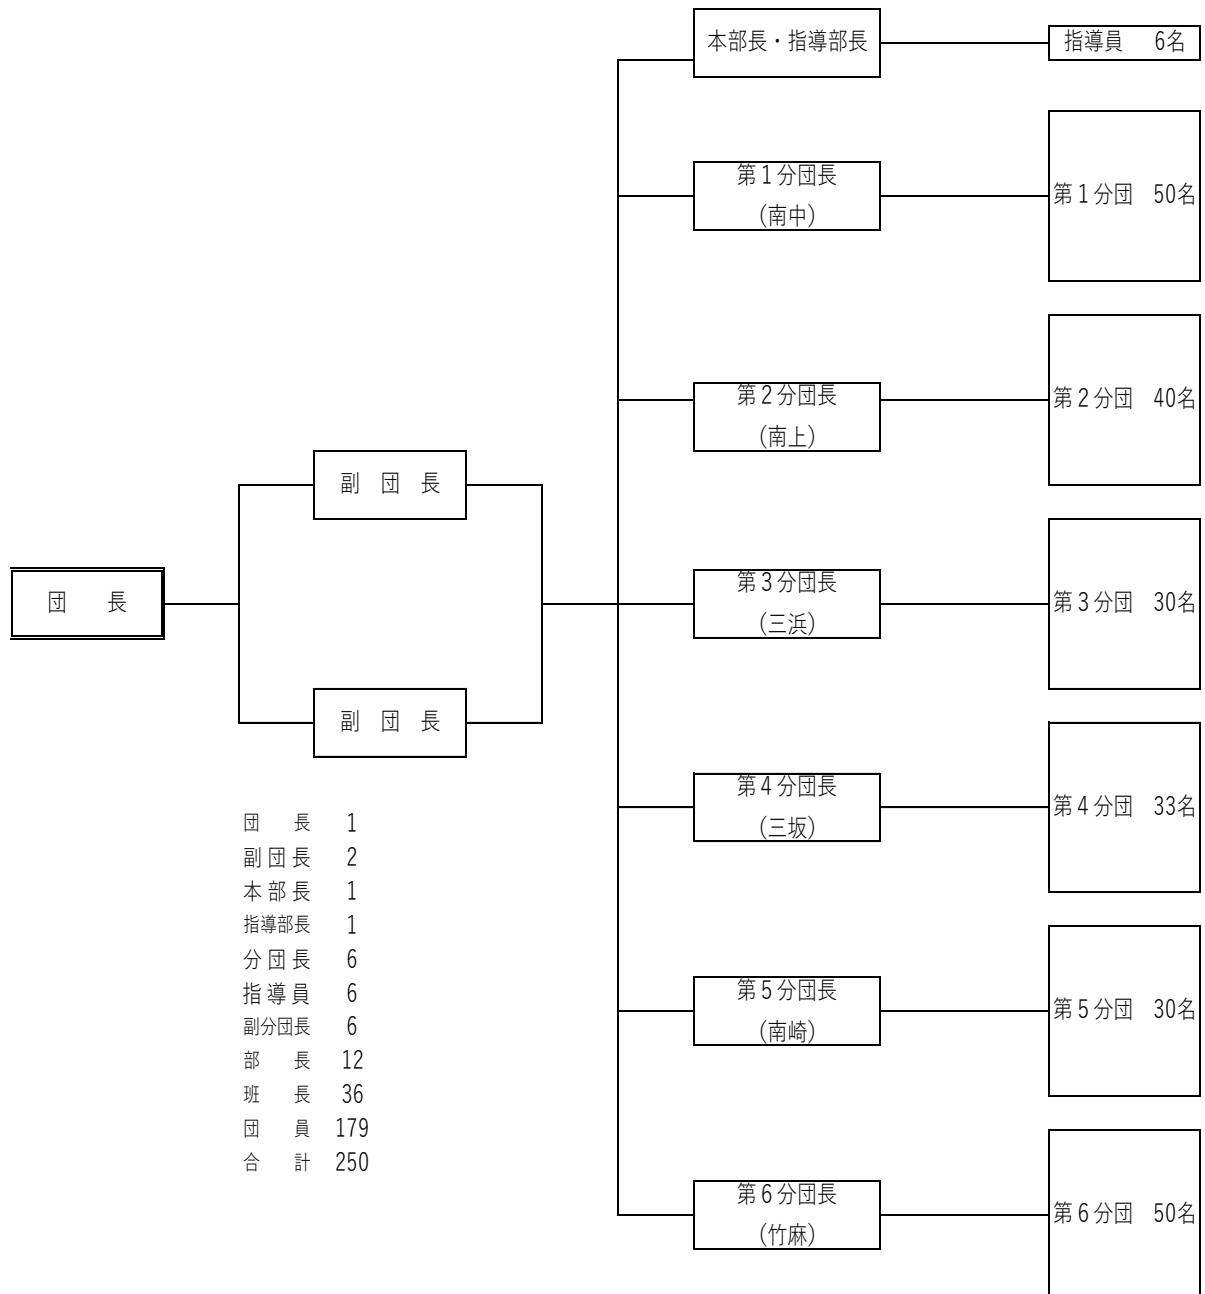 本部長・指導部長
指導員　6名
第１分団長
（南中）
第１分団　50名
第２分団長
（南上）
第２分団　40名
副　団　長
団　　長
第３分団長
（三浜）
第３分団　30名
副　団　長
第４分団長
（三坂）
第４分団　33名
第５分団長
（南崎）
第５分団　30名
第６分団長
（竹麻）
第６分団　50名
団　　長　1
副 団 長　2
本 部 長　1
指導部長　1
分 団 長　6
指 導 員　6
副分団長　6
部　　長　12
班　　長　36
団　　員　179
合　　計　250